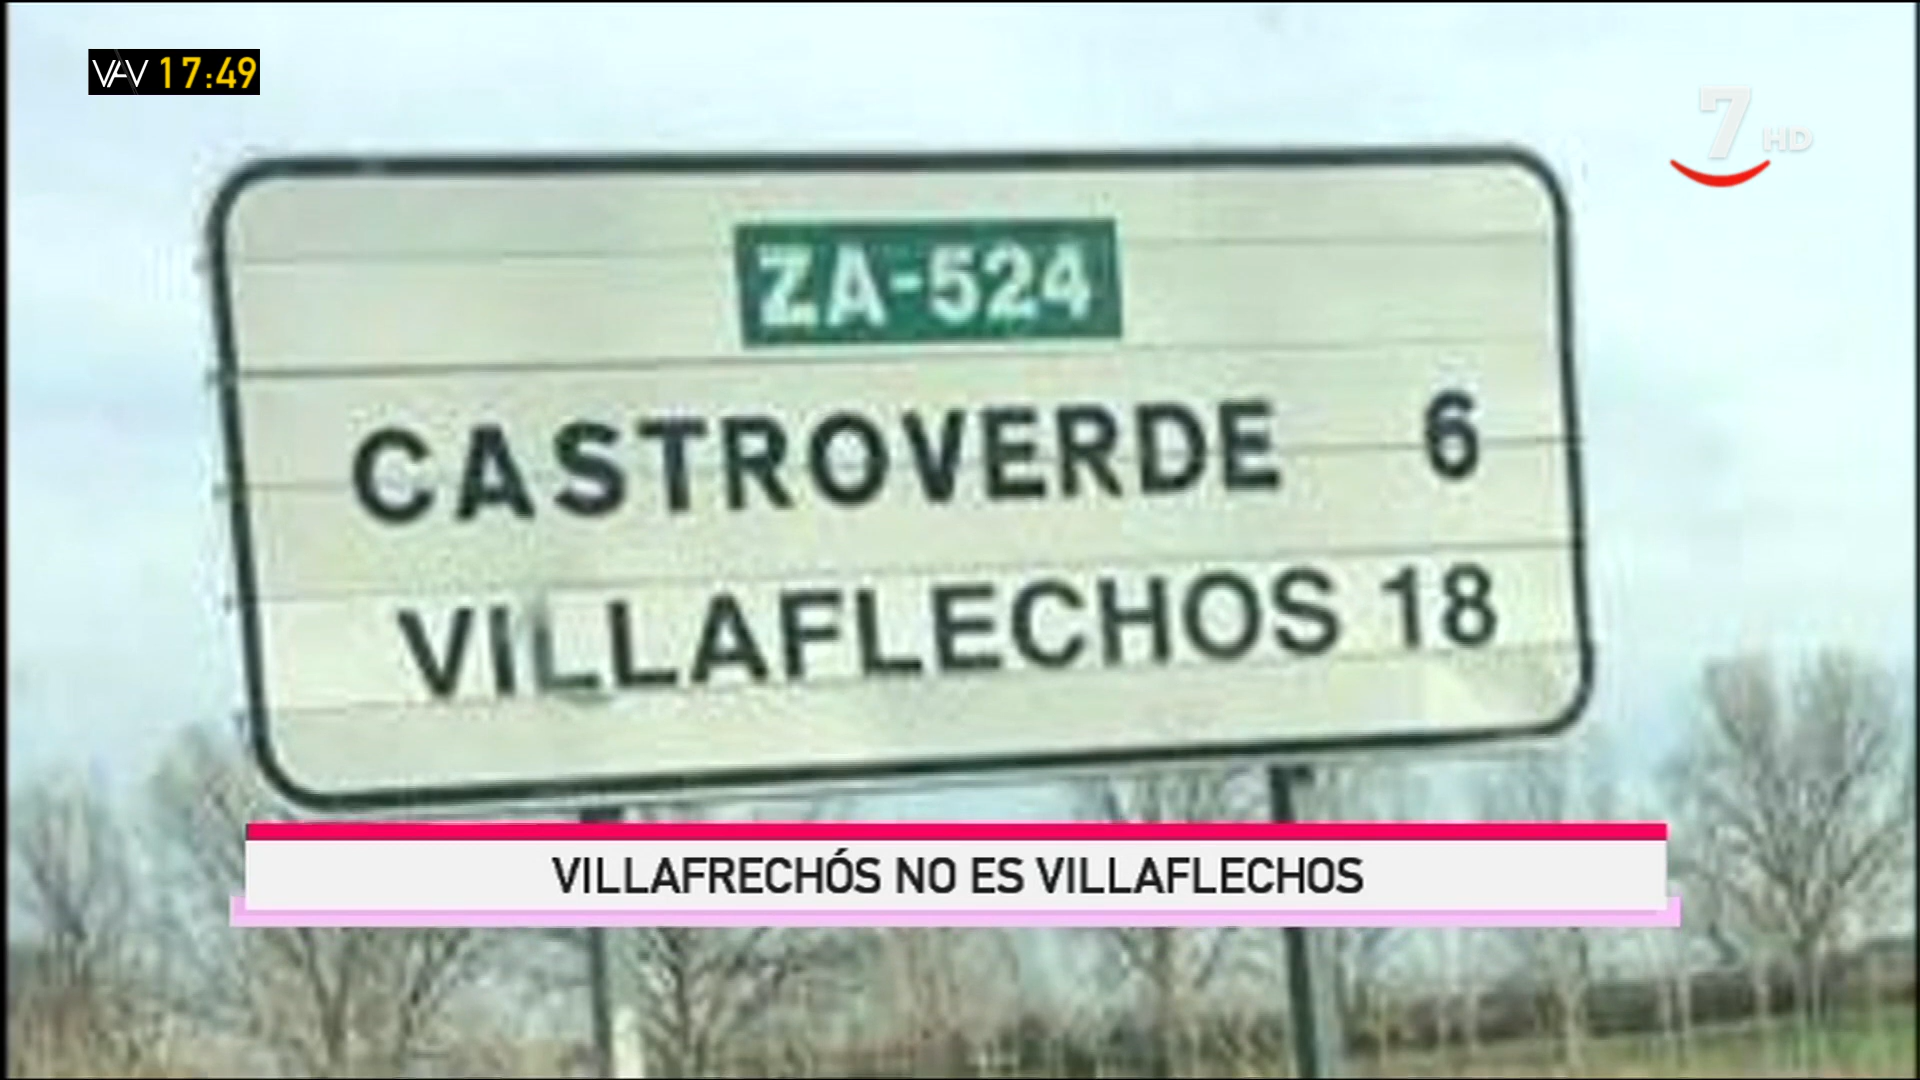 VAV 17:49
7 HD
ZA-524
CASTROVERDE 6
VILLAFLECHOS 18
VILLAFRECHÓS NO ES VILLAFLECHOS